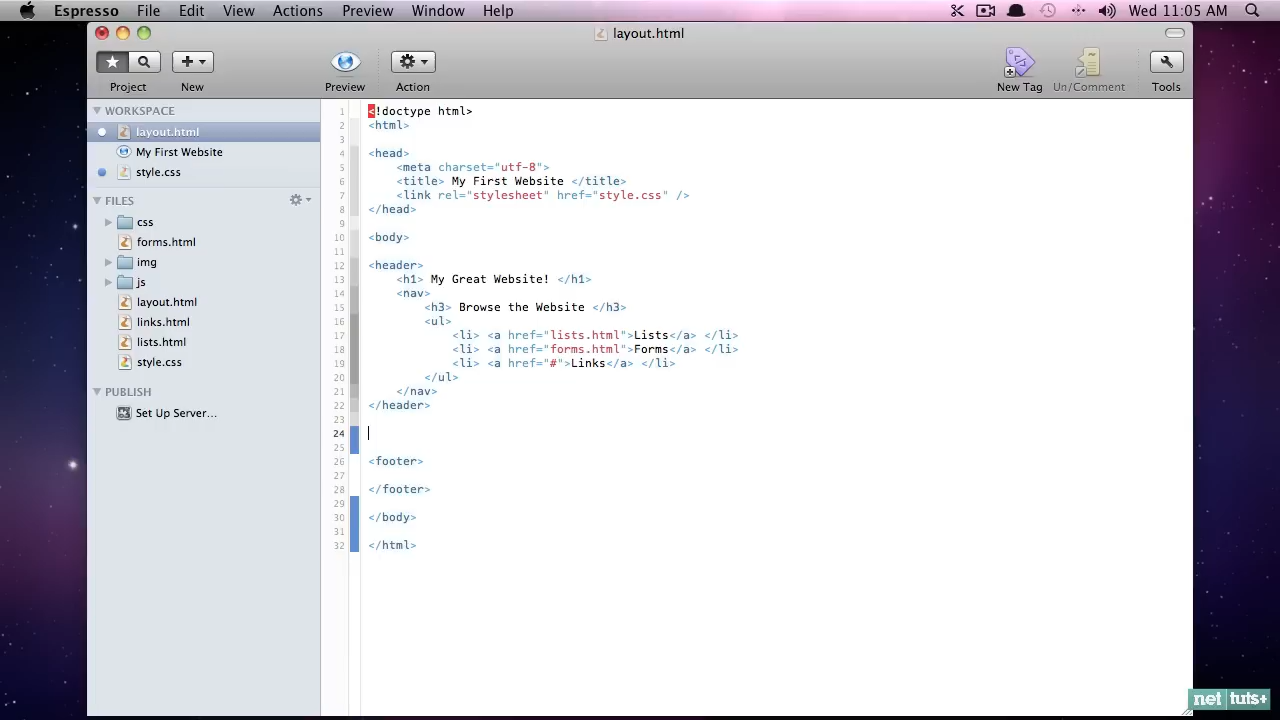 Espresso File Edit View Actions Preview Window Help Wed 11:05 AM
layout.html
Project New Preview Action New Tag Un/Comment Tools
WORKSPACE
layout.html
My First Website
style.css
FILES
css
forms.html
img
js
layout.html
links.html
lists.html
style.css
PUBLISH
Set Up Server...
1 <!doctype html>
2 <html>
3
4 <head>
5 <meta charset="utf-8">
6 <title> My First Website </title>
7 <link rel="stylesheet" href="style.css" />
8 </head>
9
10 <body>
11
12 <header>
13 <h1> My Great Website! </h1>
14 <nav>
15 <h3> Browse the Website </h3>
16 <ul>
17 <li> <a href="lists.html">Lists</a> </li>
18 <li> <a href="forms.html">Forms</a> </li>
19 <li> <a href="#">Links</a> </li>
20 </ul>
21 </nav>
22 </header>
23
24
25
26 <footer>
27
28 </footer>
29
30 </body>
31
32 </html>
net tuts+